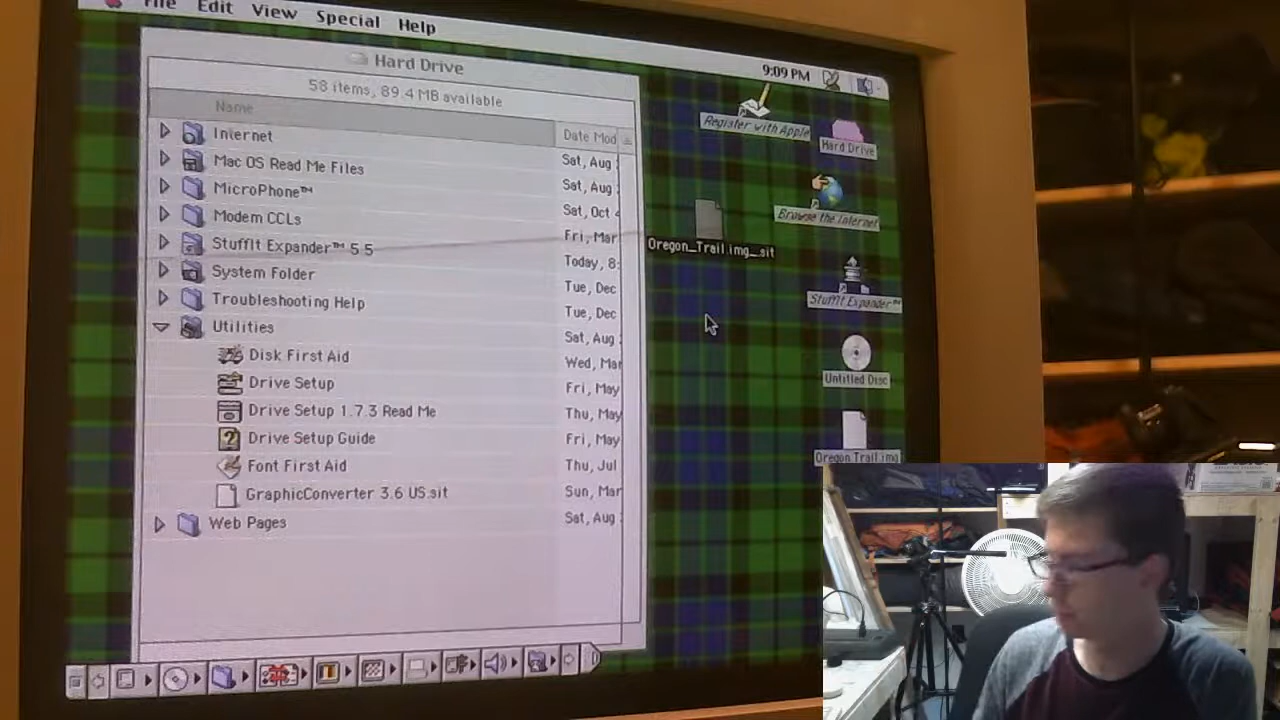 File Edit View Special Help
9:09 PM
Hard Drive
58 items, 89.4 MB available
Name
Date Mod
Internet
Sat, Aug
Mac OS Read Me Files
Sat, Aug
MicroPhone™
Sat, Oct
Modem CCLs
Fri, Mar
StuffIt Expander™ 5 5
Today, 8:
System Folder
Tue, Dec
Troubleshooting Help
Tue, Dec
Utilities
Sat, Aug
Disk First Aid
Wed, Mar
Drive Setup
Fri, May
Drive Setup 1.7.3 Read Me
Thu, May
Drive Setup Guide
Fri, May
Font First Aid
Thu, Jul
GraphicConverter 3.6 US.sit
Sun, Mar
Web Pages
Sat, Aug
Register with Apple
Hard Drive
Browse the Internet
Oregon_Trail.img_.sit
StuffIt Expander™
Untitled Disc
Oregon Trail.img